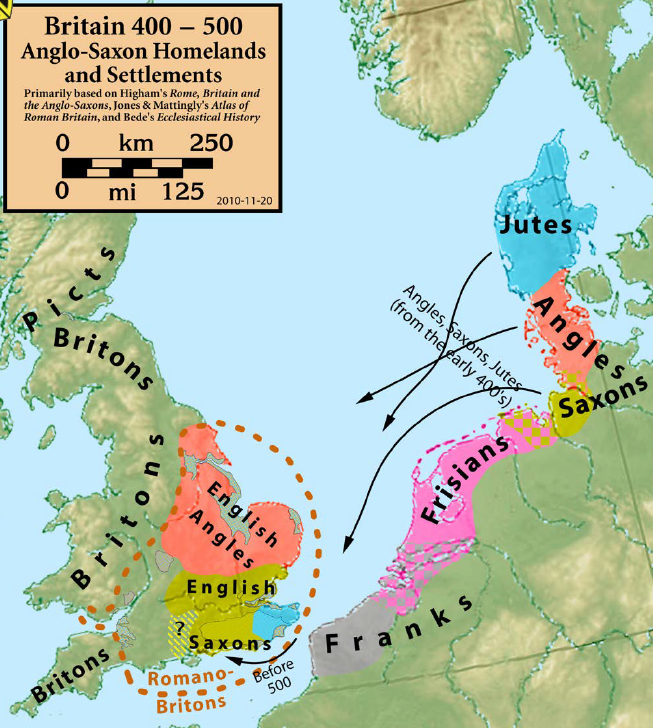 Britain 400 – 500
Anglo-Saxon Homelands
and Settlements
Primarily based on Higham's Rome, Britain and
the Anglo-Saxons, Jones & Mattingly's Atlas of
Roman Britain, and Bede's Ecclesiastical History
0 km 250
0 mi 125
2010-11-20
Jutes
Picts
Angles, Saxons, Jutes
(from the early 400's)
Angles
Britons
Saxons
Britons
Frisians
English
Angles
English
?
Saxons
Franks
Britons
Before
500
Romano-
Britons